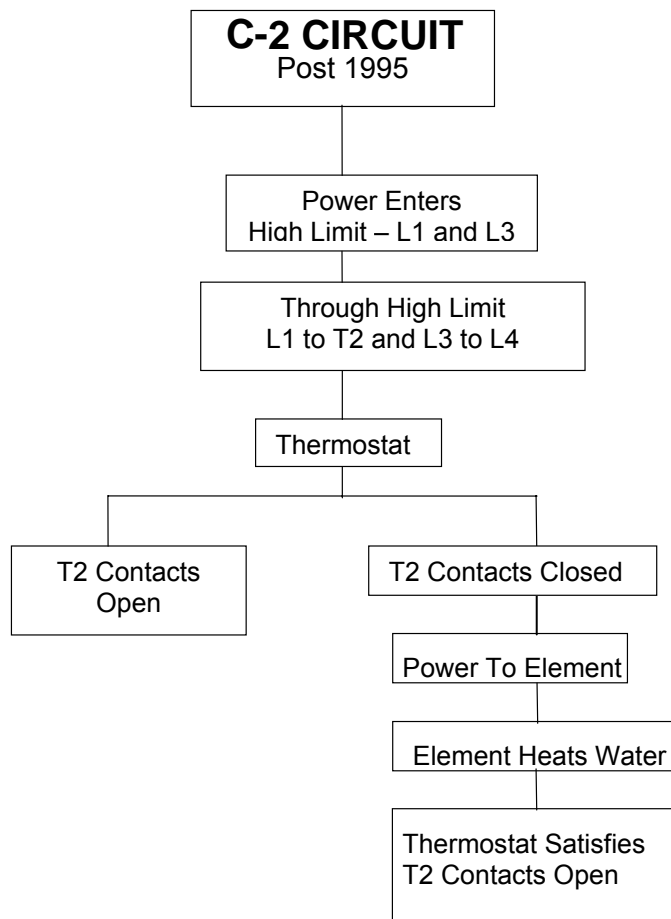 C-2 CIRCUIT
Post 1995
Power Enters
High Limit – L1 and L3
Through High Limit
L1 to T2 and L3 to L4
Thermostat
T2 Contacts
Open
T2 Contacts Closed
Power To Element
Element Heats Water
Thermostat Satisfies
T2 Contacts Open